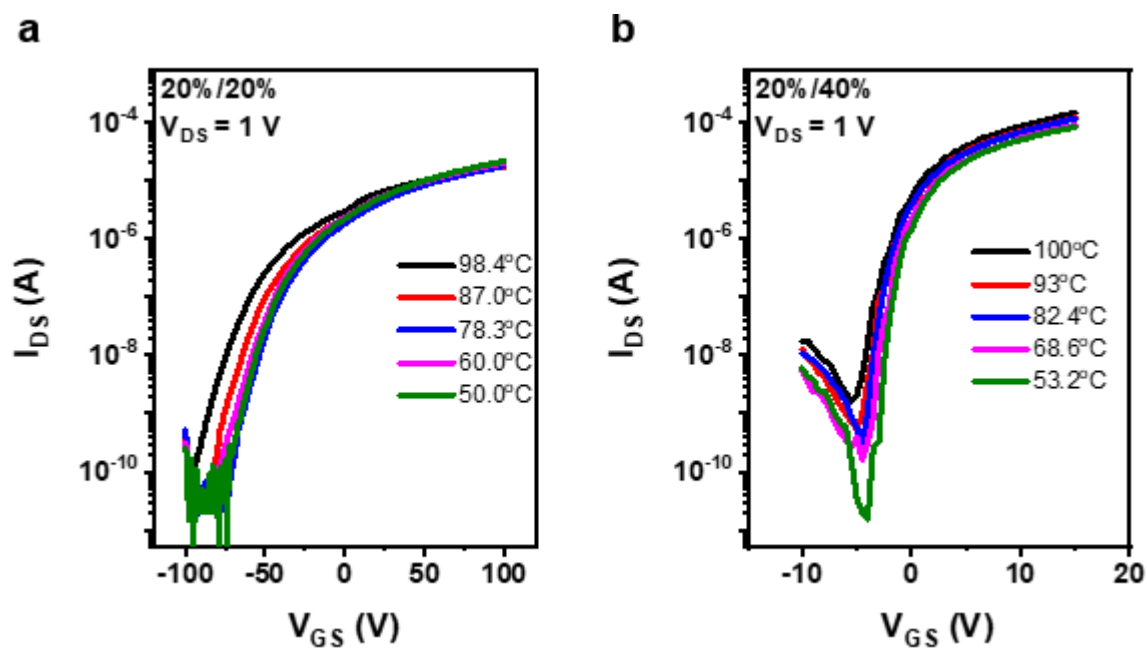 a
20%/20%
V_DS = 1 V
10^-4
10^-6
10^-8
10^-10
I_DS (A)
98.4°C
87.0°C
78.3°C
60.0°C
50.0°C
-100 -50 0 50 100
V_GS (V)
b
20%/40%
V_DS = 1 V
10^-4
10^-6
10^-8
10^-10
I_DS (A)
100°C
93°C
82.4°C
68.6°C
53.2°C
-10 0 10 20
V_GS (V)